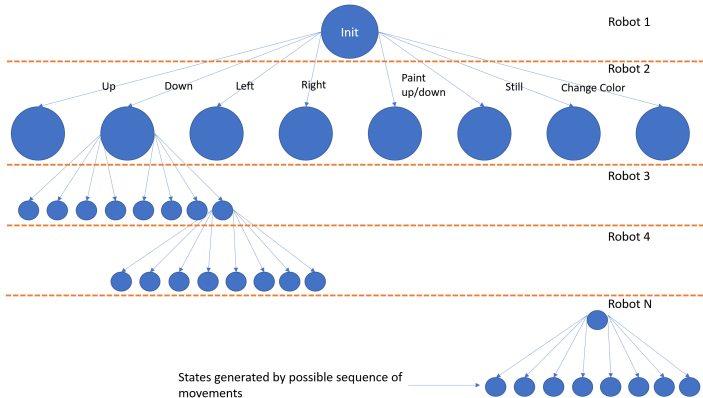 Robot 1
Init
Robot 2
Up
Down
Left
Right
Paint
up/down
Still
Change Color
Robot 3
Robot 4
Robot N
States generated by possible sequence of
movements